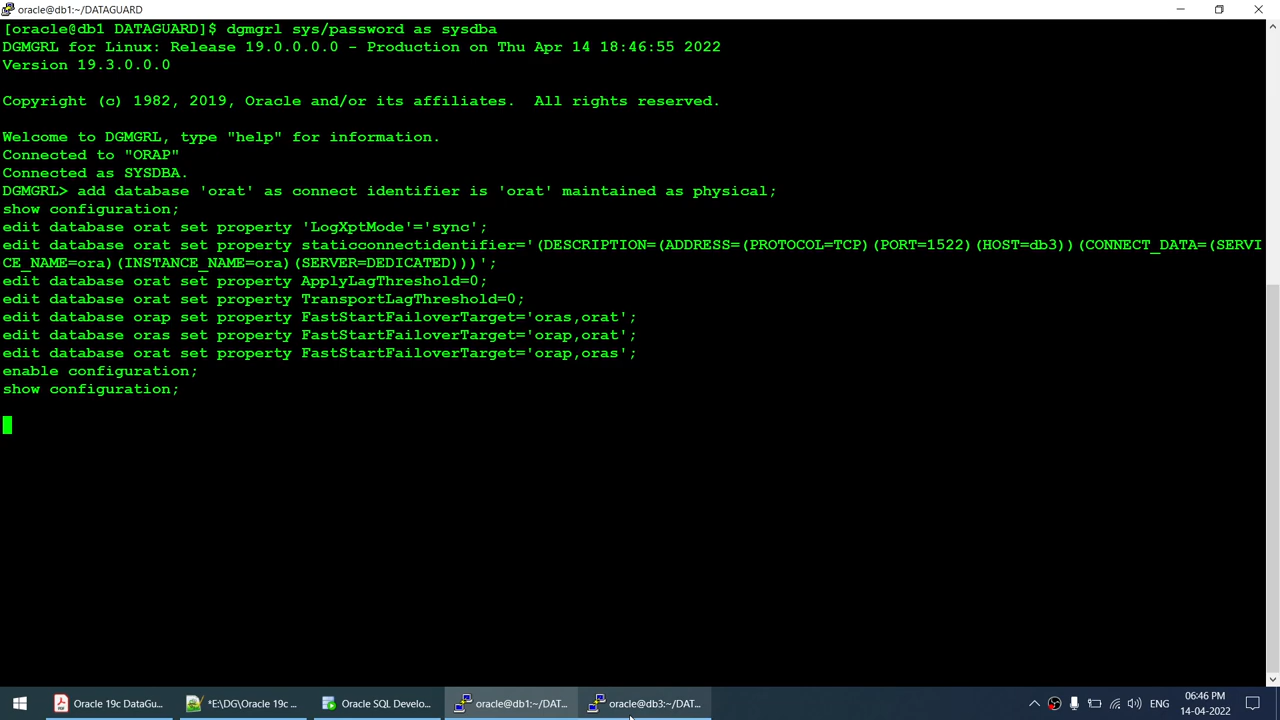 oracle@db1:~/DATAGUARD
[oracle@db1 DATAGUARD]$ dgmgrl sys/password as sysdba
DGMGRL for Linux: Release 19.0.0.0.0 - Production on Thu Apr 14 18:46:55 2022
Version 19.3.0.0.0
Copyright (c) 1982, 2019, Oracle and/or its affiliates.  All rights reserved.
Welcome to DGMGRL, type "help" for information.
Connected to "ORAP"
Connected as SYSDBA.
DGMGRL> add database 'orat' as connect identifier is 'orat' maintained as physical;
show configuration;
edit database orat set property 'LogXptMode'='sync';
edit database orat set property staticconnectidentifier='(DESCRIPTION=(ADDRESS=(PROTOCOL=TCP)(PORT=1522)(HOST=db3))(CONNECT_DATA=(SERVI
CE_NAME=ora)(INSTANCE_NAME=ora)(SERVER=DEDICATED)))';
edit database orat set property ApplyLagThreshold=0;
edit database orat set property TransportLagThreshold=0;
edit database orap set property FastStartFailoverTarget='oras,orat';
edit database oras set property FastStartFailoverTarget='orap,orat';
edit database orat set property FastStartFailoverTarget='orap,oras';
enable configuration;
show configuration;
Oracle 19c DataGu...
*E:\DG\Oracle 19c ...
Oracle SQL Develo...
oracle@db1:~/DAT...
oracle@db3:~/DAT...
ENG
06:46 PM
14-04-2022